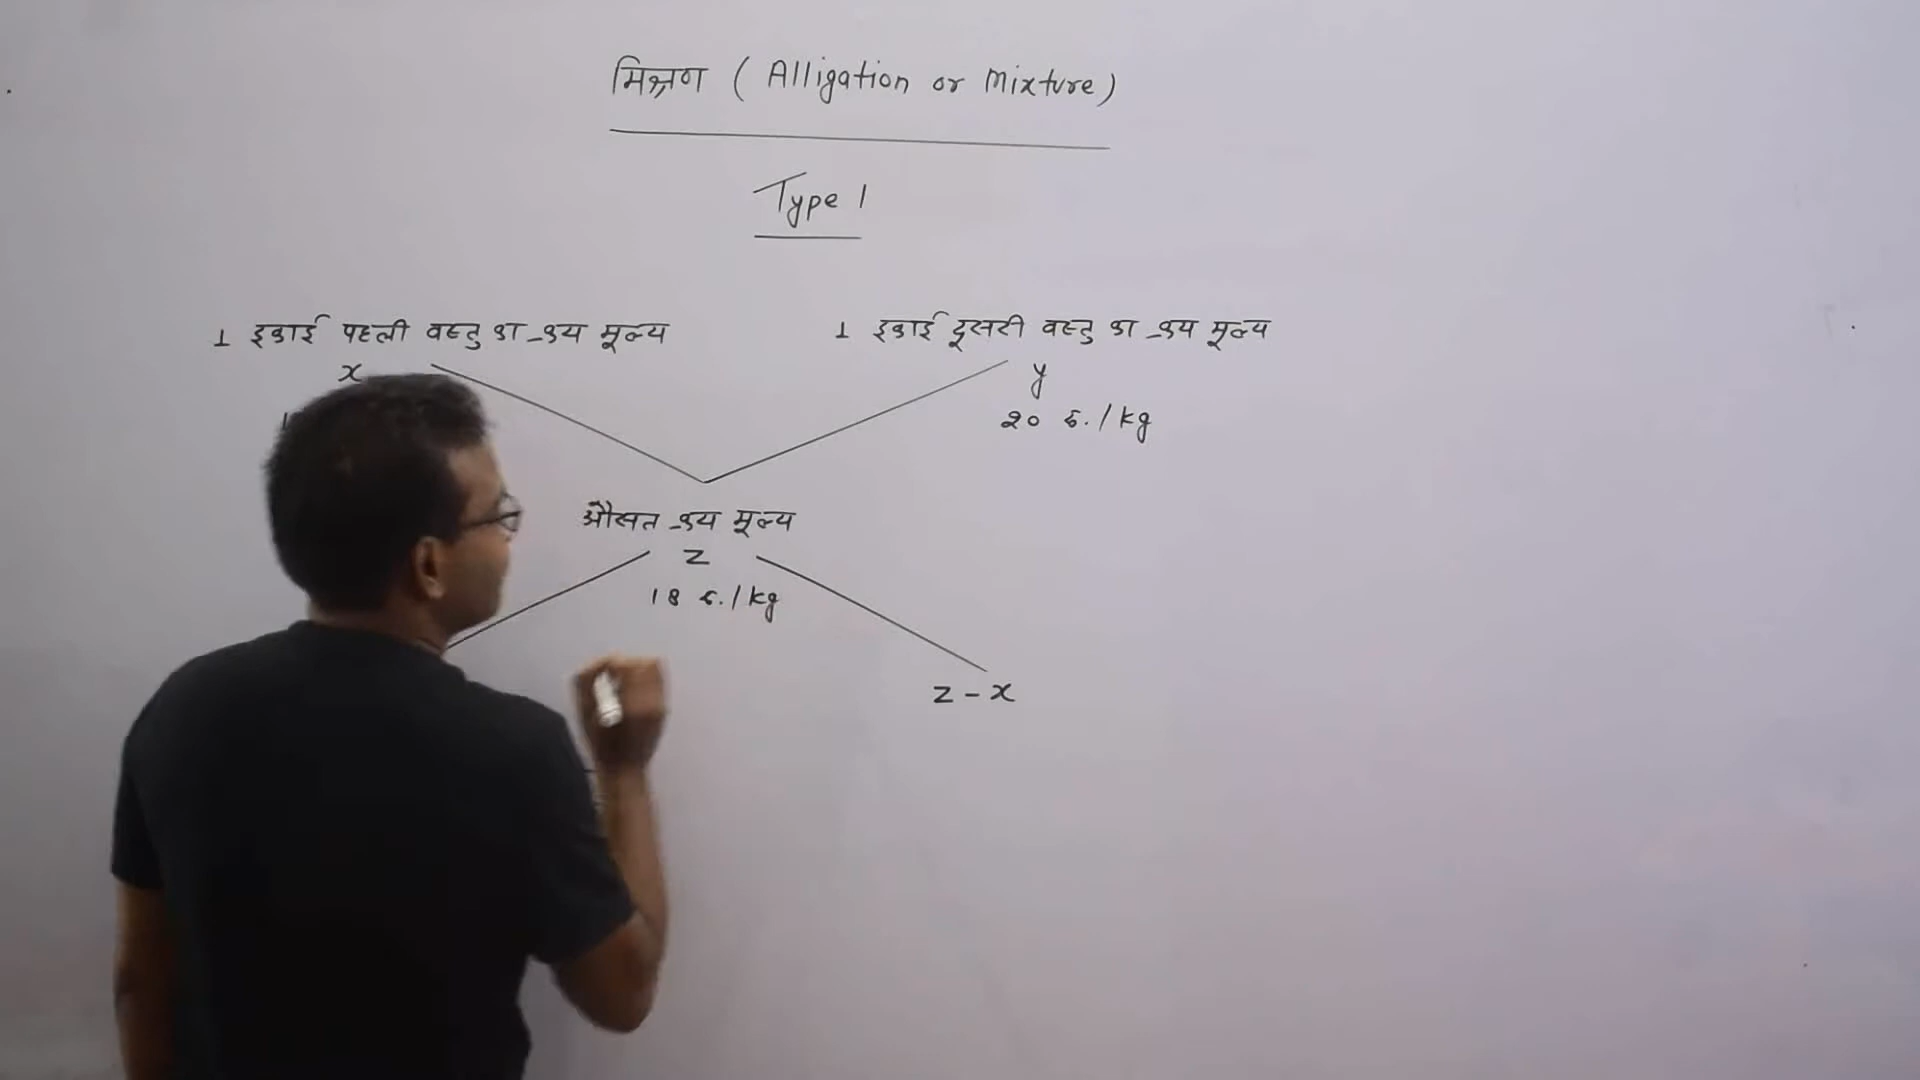 मिश्रण ( Alligation or Mixture )
Type 1
1 इकाई पहली वस्तु का क्रय मूल्य
1 इकाई दूसरी वस्तु का क्रय मूल्य
x
y
20 रु. / kg
औसत क्रय मूल्य
z
18 रु. / kg
z - x